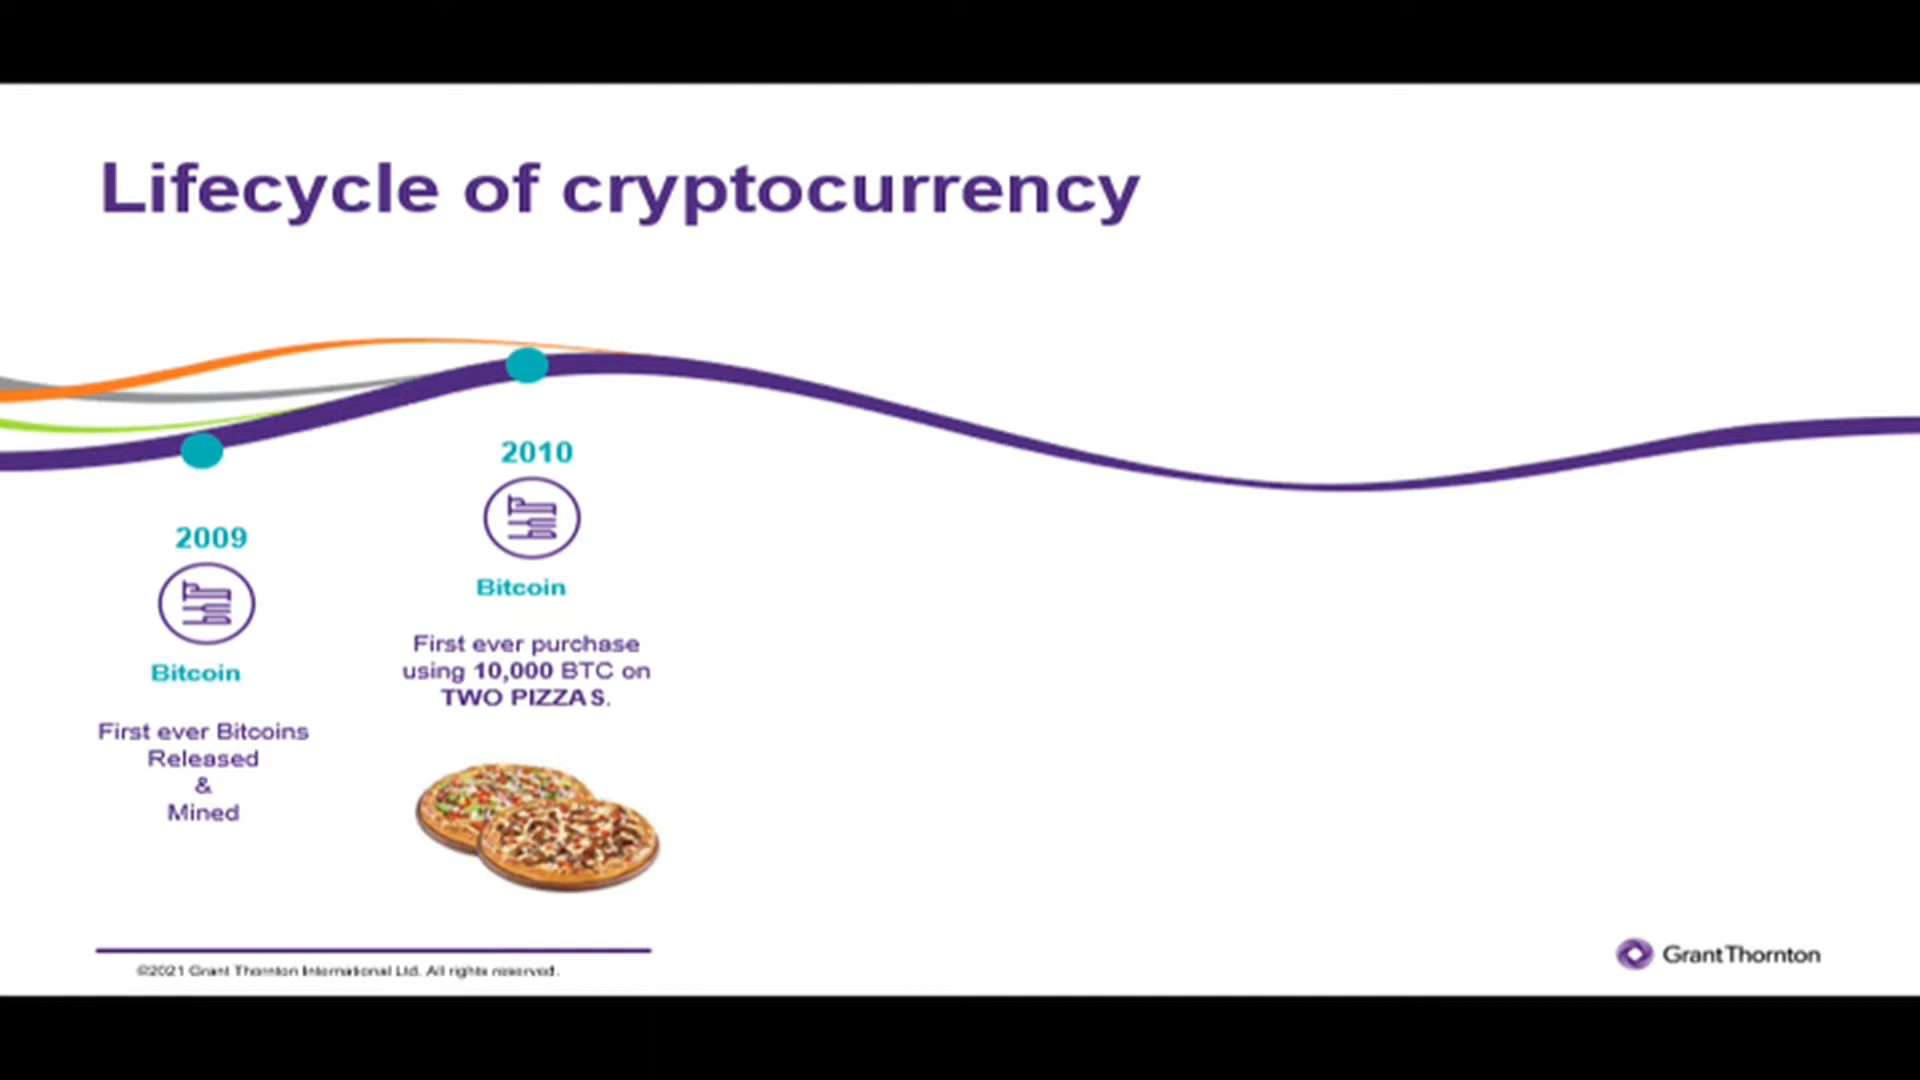 Lifecycle of cryptocurrency
2009
Bitcoin
First ever Bitcoins
Released
&
Mined
2010
Bitcoin
First ever purchase
using 10,000 BTC on
TWO PIZZAS.
©2021 Grant Thornton International Ltd. All rights reserved.
GrantThornton